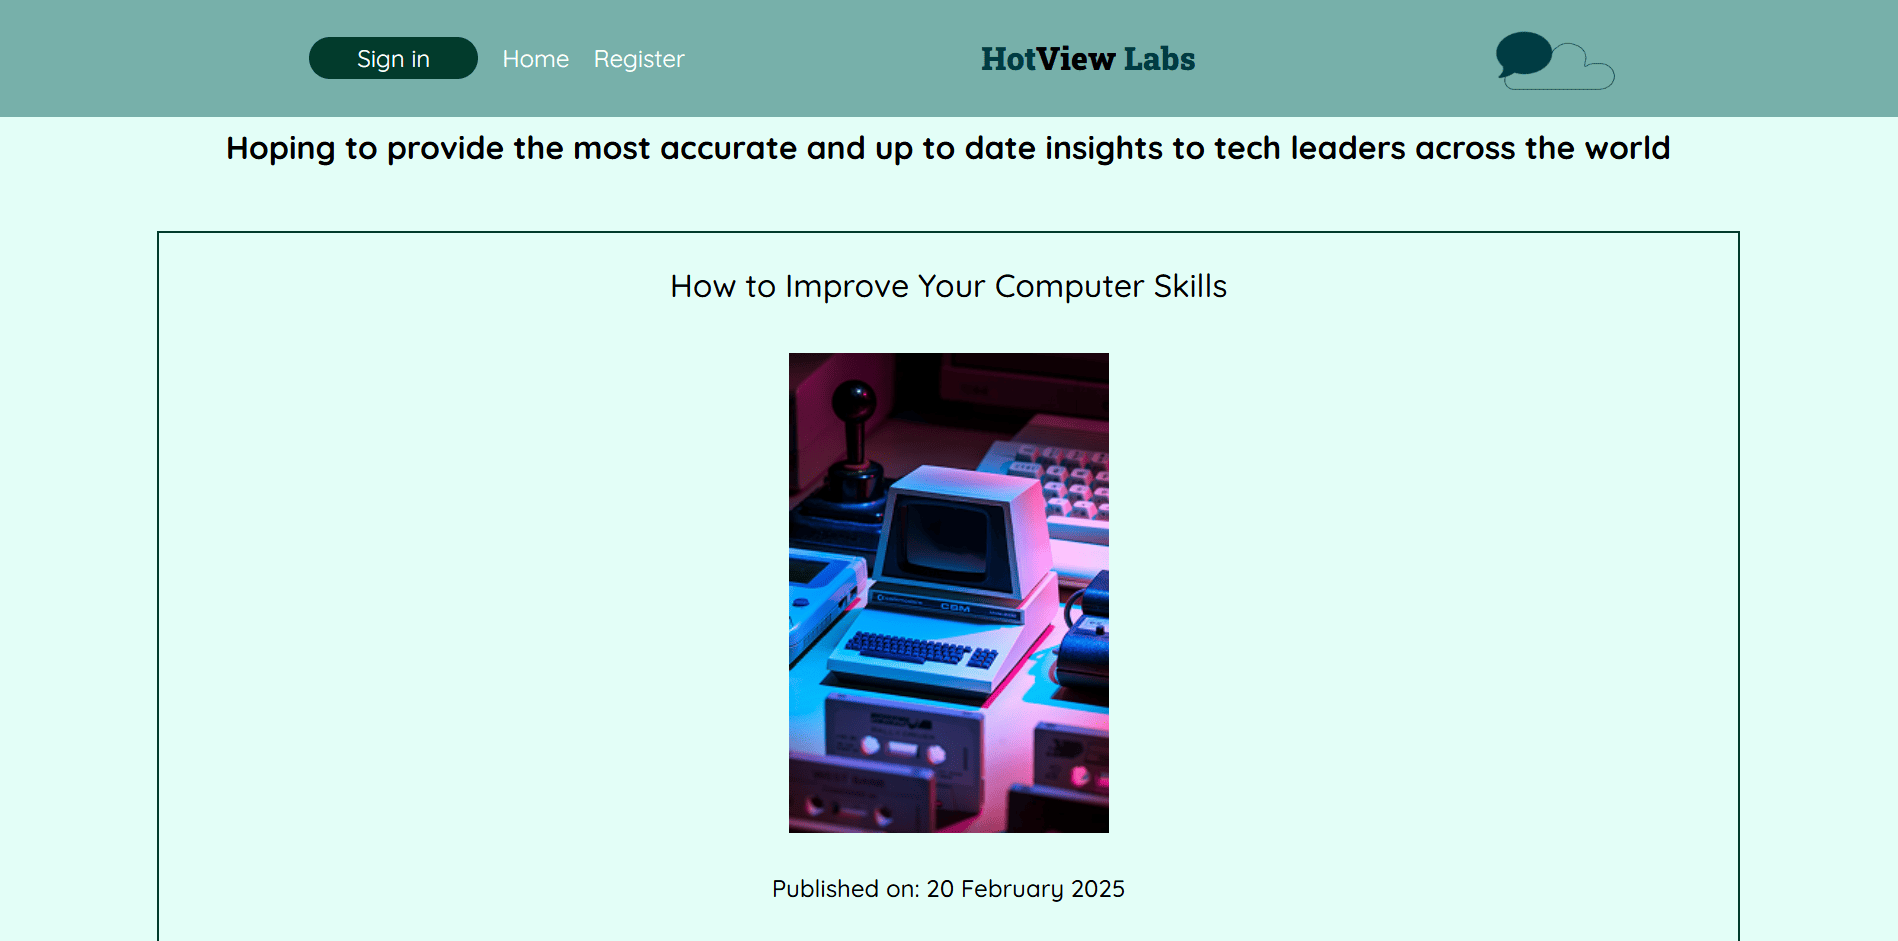 Sign in Home Register HotView Labs
Hoping to provide the most accurate and up to date insights to tech leaders across the world
How to Improve Your Computer Skills
CBM
Published on: 20 February 2025